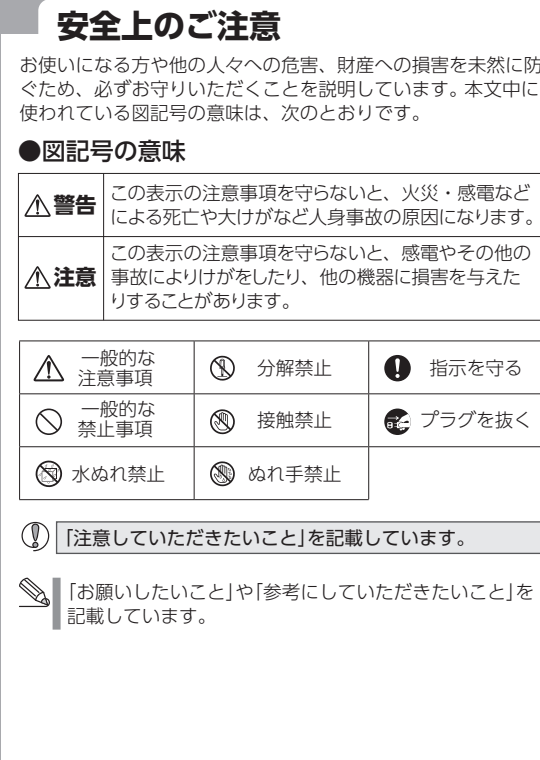 安全上のご注意
お使いになる方や他の人々への危害、財産への損害を未然に防
ぐため、必ずお守りいただくことを説明しています。本文中に
使われている図記号の意味は、次のとおりです。
●図記号の意味
警告
この表示の注意事項を守らないと、火災・感電など
による死亡や大けがなど人身事故の原因になります。
注意
この表示の注意事項を守らないと、感電やその他の
事故によりけがをしたり、他の機器に損害を与えた
りすることがあります。
一般的な
注意事項
分解禁止
指示を守る
一般的な
禁止事項
接触禁止
プラグを抜く
水ぬれ禁止
ぬれ手禁止
「注意していただきたいこと」を記載しています。
「お願いしたいこと」や「参考にしていただきたいこと」を
記載しています。